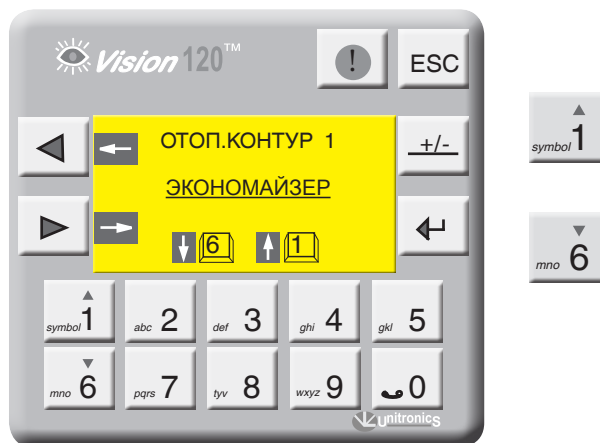 Vision 120™
! ESC
ОТОП.КОНТУР 1
+/-
ЭКОНОМАЙЗЕР
6 1
symbol 1
abc 2
def 3
ghi 4
gkl 5
mno 6
pqrs 7
tyv 8
wxyz 9
0
unitronics
symbol 1
mno 6